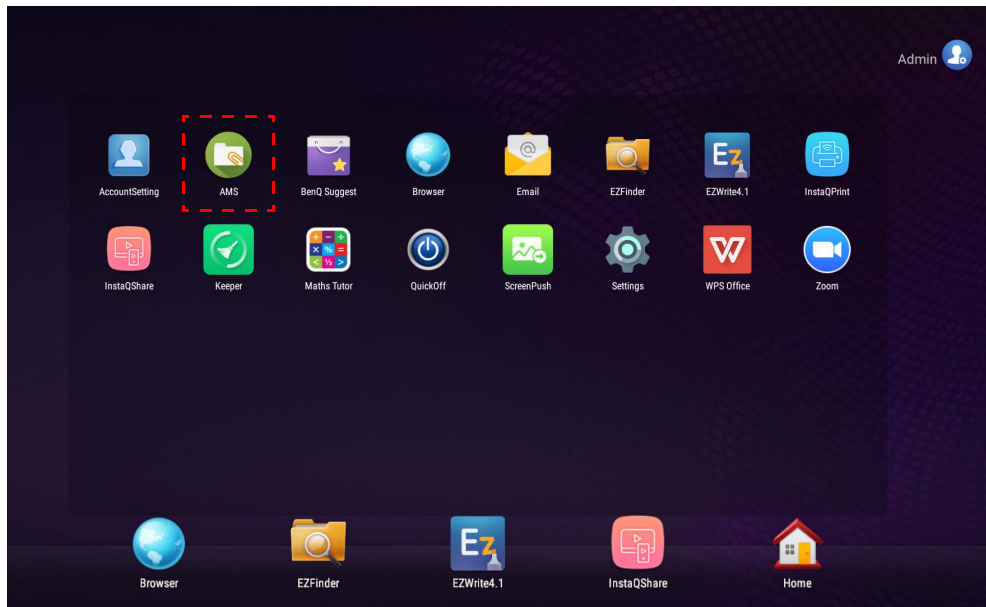 Admin
AccountSetting AMS BenQ Suggest Browser Email EZFinder EZWrite4.1 InstaQPrint
InstaQShare Keeper Maths Tutor QuickOff ScreenPush Settings WPS Office Zoom
Browser EZFinder EZWrite4.1 InstaQShare Home